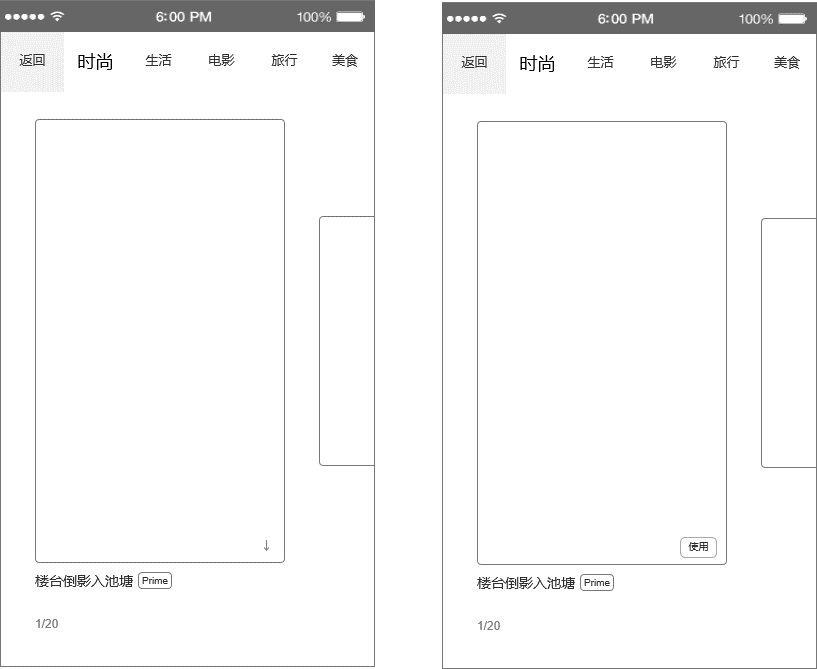 6:00 PM 100%
返回 时尚 生活 电影 旅行 美食
↓
楼台倒影入池塘 Prime
1/20
6:00 PM 100%
返回 时尚 生活 电影 旅行 美食
使用
楼台倒影入池塘 Prime
1/20